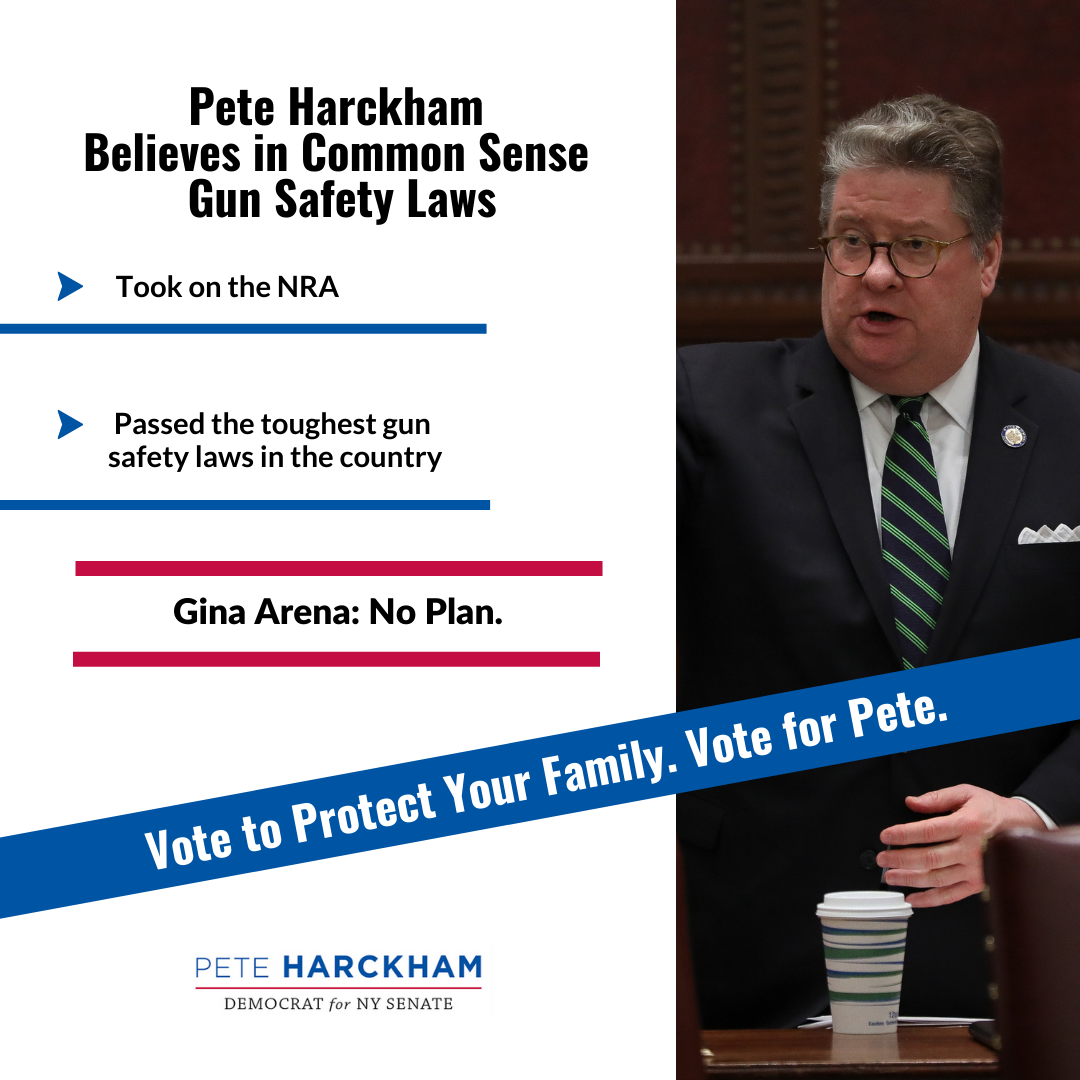 Pete Harckham
Believes in Common Sense
Gun Safety Laws
Took on the NRA
Passed the toughest gun
safety laws in the country
Gina Arena: No Plan.
Vote to Protect Your Family. Vote for Pete.
PETE HARCKHAM
DEMOCRAT for NY SENATE